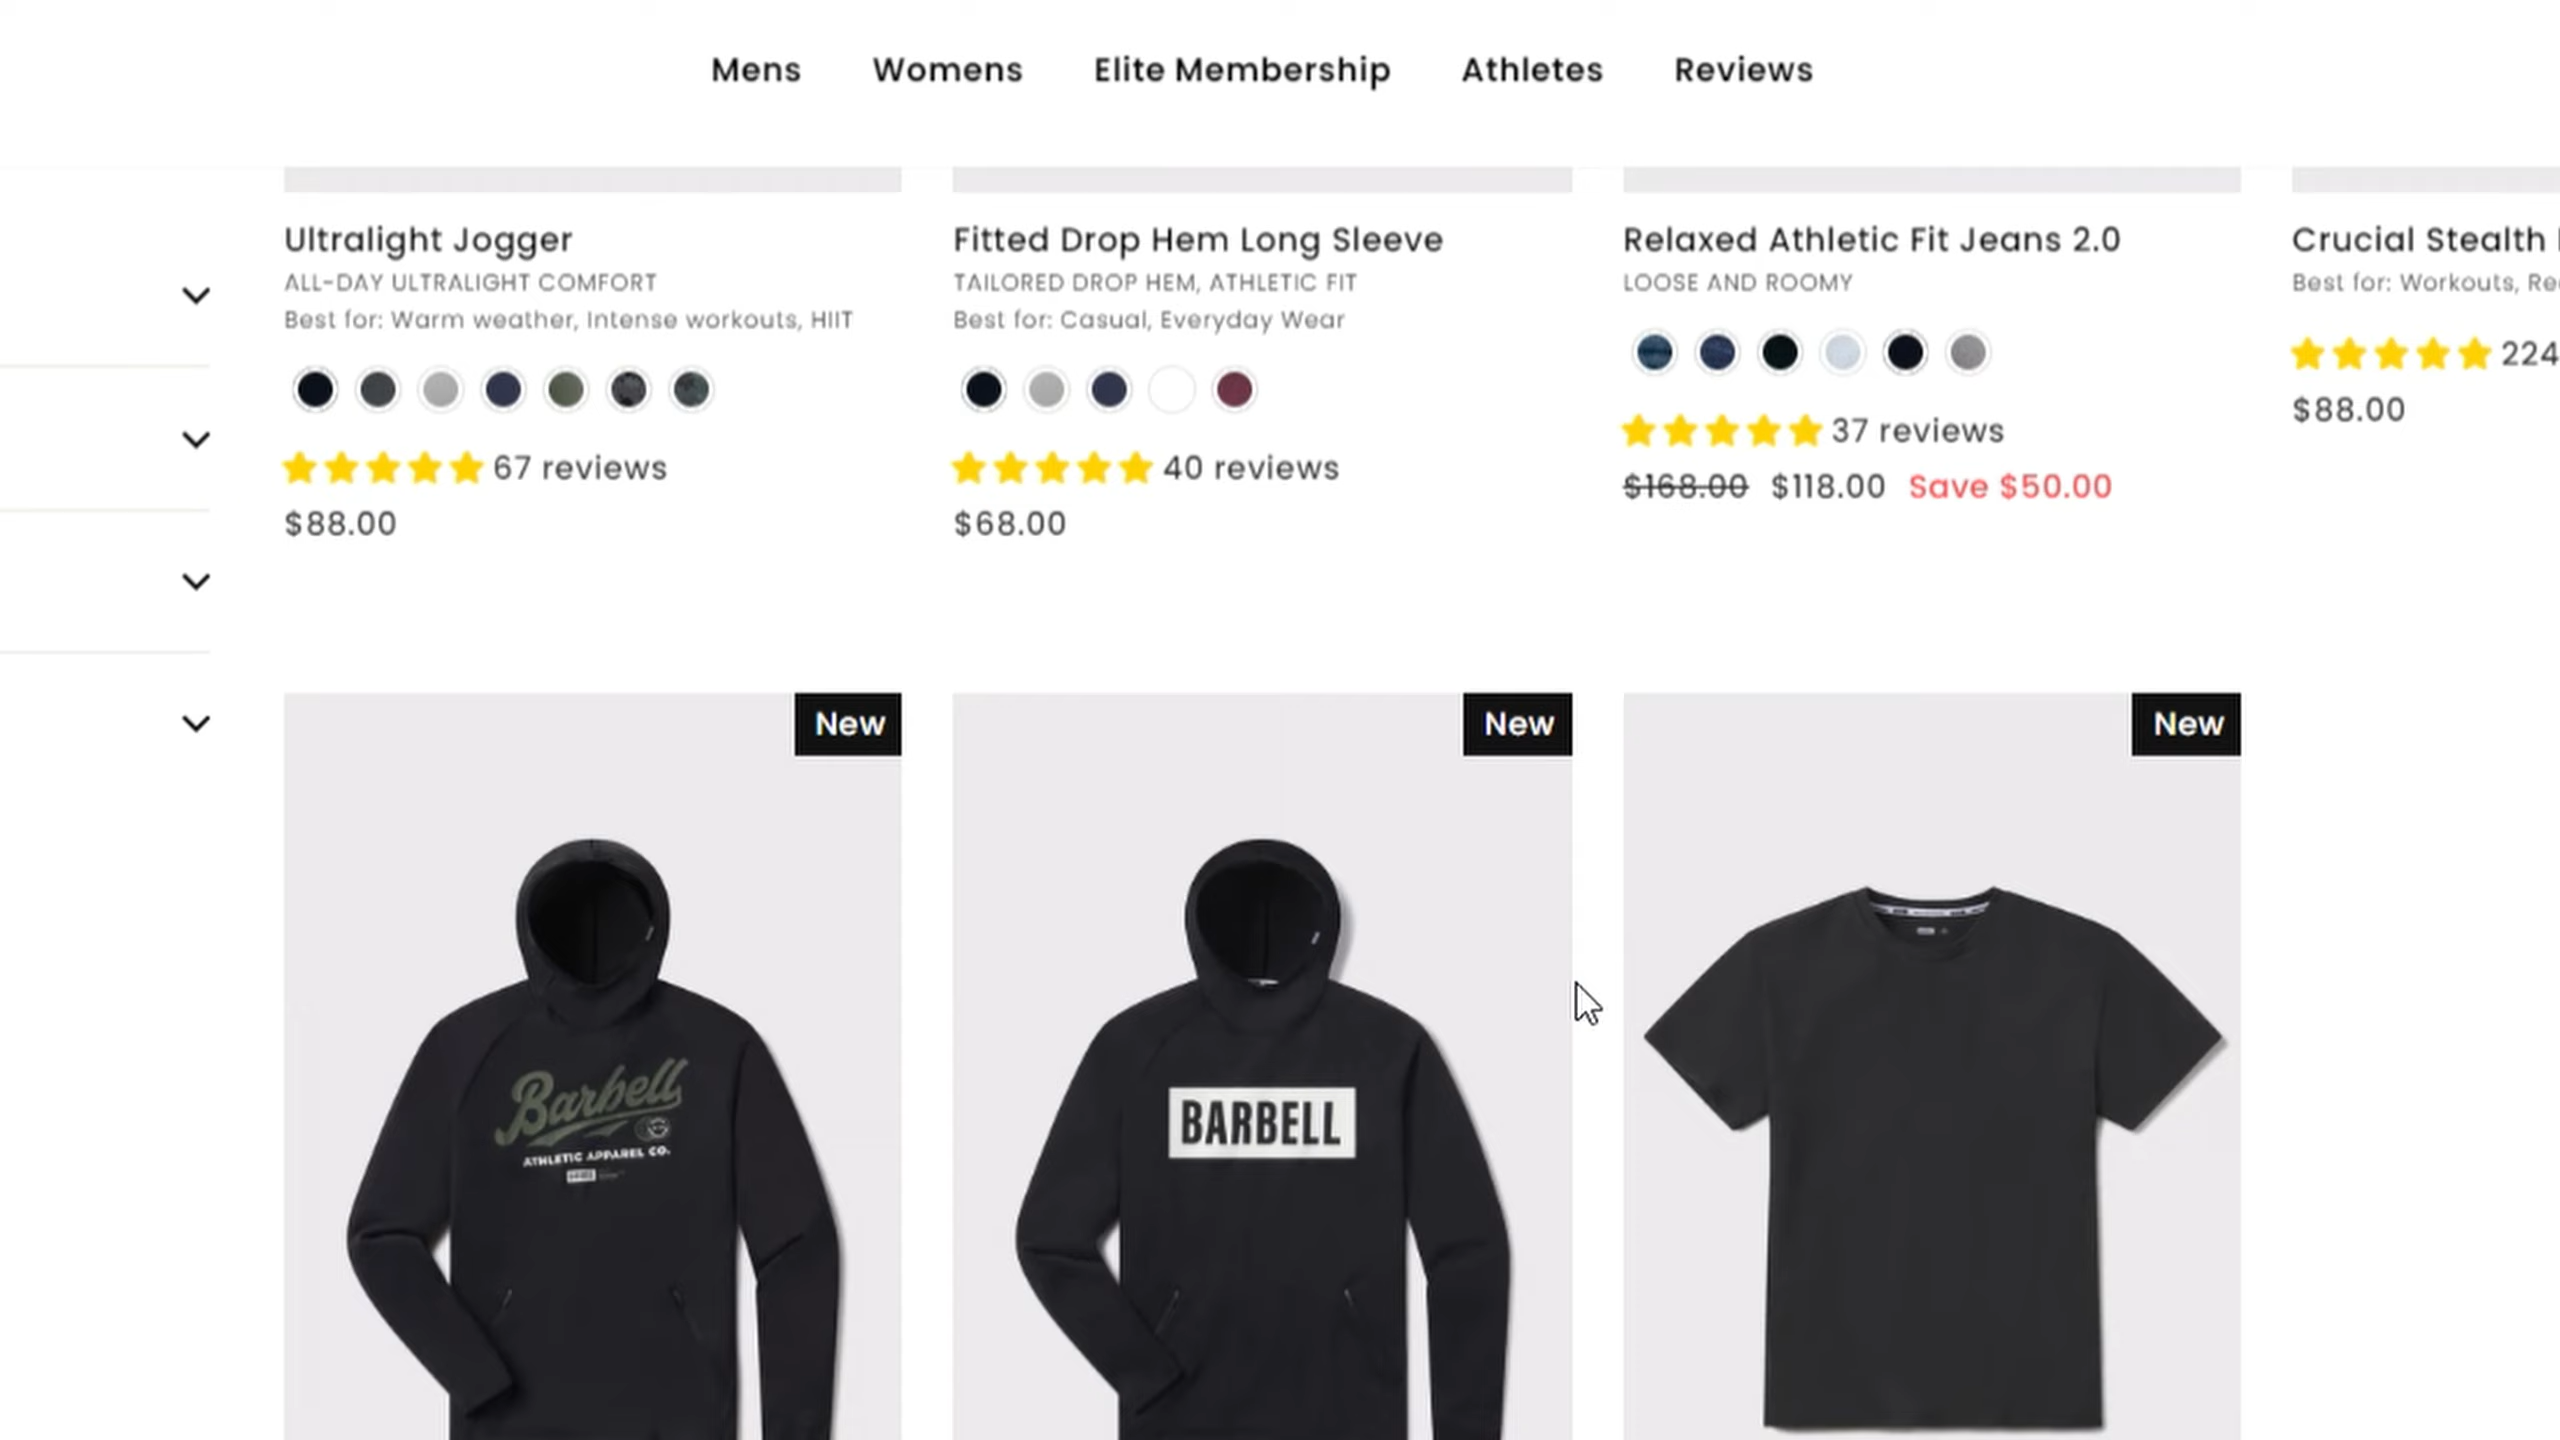 Mens Womens Elite Membership Athletes Reviews
Ultralight Jogger
ALL-DAY ULTRALIGHT COMFORT
Best for: Warm weather, Intense workouts, HIIT
67 reviews
$88.00
Fitted Drop Hem Long Sleeve
TAILORED DROP HEM, ATHLETIC FIT
Best for: Casual, Everyday Wear
40 reviews
$68.00
Relaxed Athletic Fit Jeans 2.0
LOOSE AND ROOMY
37 reviews
$168.00 $118.00 Save $50.00
Crucial Stealth
Best for: Workouts,
224
$88.00
New
Barbell
ATHLETIC APPAREL CO.
New
BARBELL
New